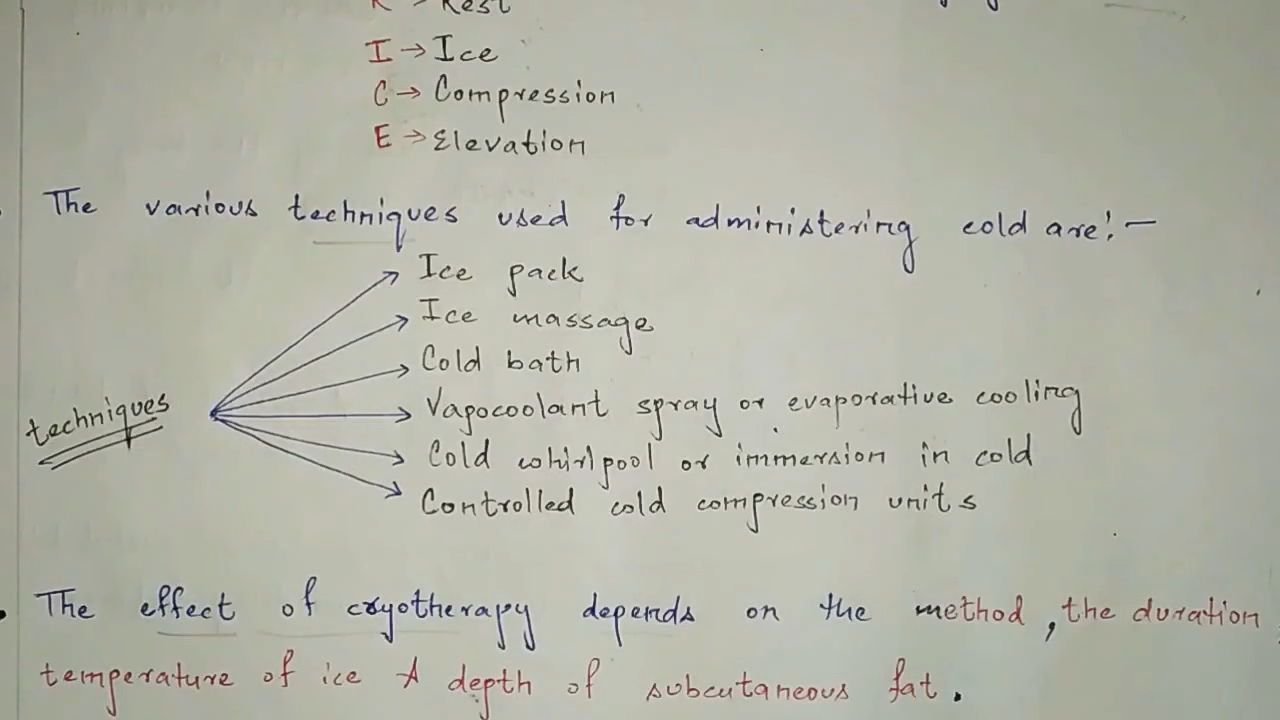 R → Rest
I → Ice
C → Compression
E → Elevation
The various techniques used for administering cold are:-
Ice pack
Ice massage
Cold bath
techniques
Vapocoolant spray or evaporative cooling
Cold whirlpool or immersion in cold
Controlled cold compression units
The effect of cryotherapy depends on the method, the duration
temperature of ice & depth of subcutaneous fat.